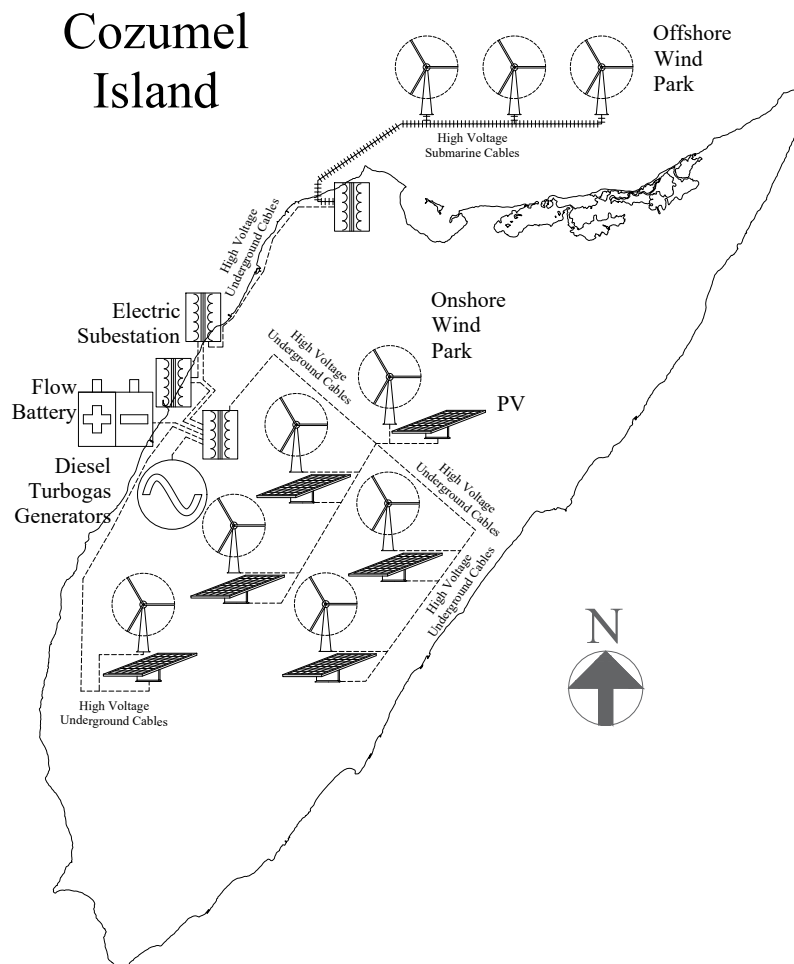 Cozumel
Island
Offshore
Wind
Park
High Voltage
Submarine Cables
High Voltage
Underground Cables
Electric
Subestation
Onshore
Wind
Park
High Voltage
Underground Cables
Flow
Battery
PV
Diesel
Turbogas
Generators
High Voltage
Underground Cables
High Voltage
Underground Cables
N
High Voltage
Underground Cables